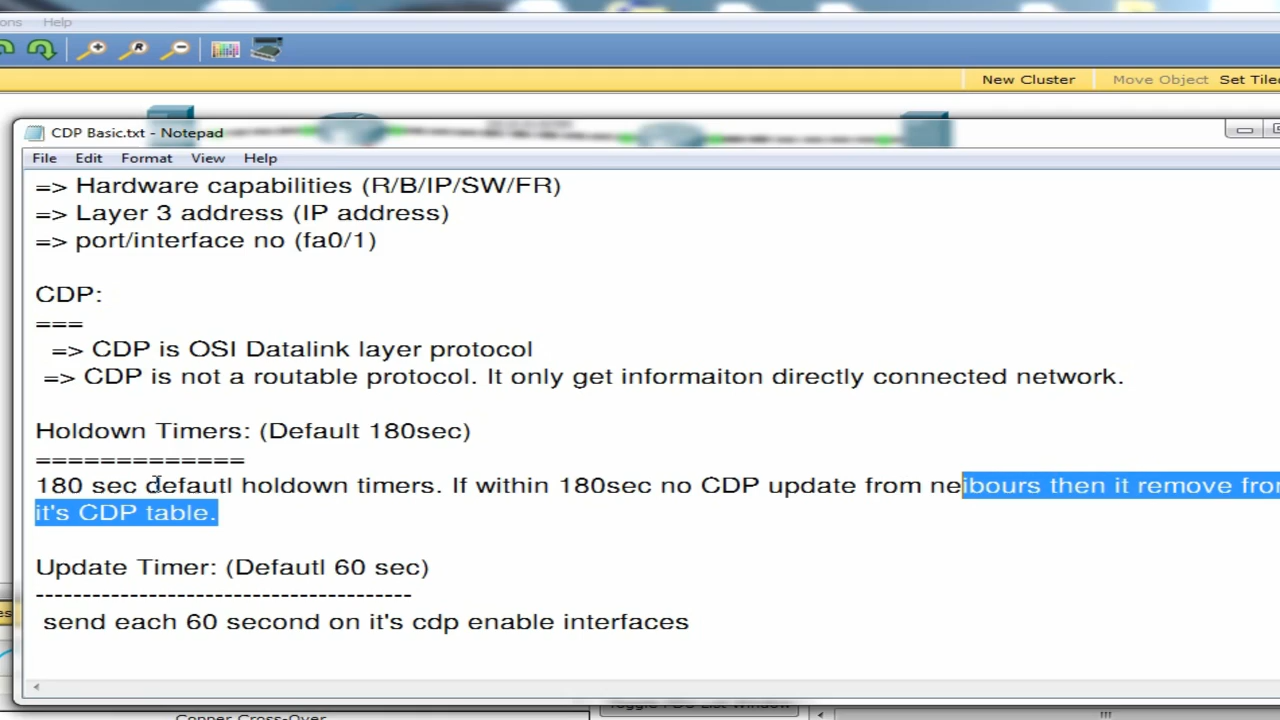 ons Help
New Cluster Move Object Set Tile
CDP Basic.txt - Notepad
File Edit Format View Help
=> Hardware capabilities (R/B/IP/SW/FR)
=> Layer 3 address (IP address)
=> port/interface no (fa0/1)
CDP:
===
=> CDP is OSI Datalink layer protocol
=> CDP is not a routable protocol. It only get informaiton directly connected network.
Holdown Timers: (Default 180sec)
=============
180 sec defautl holdown timers. If within 180sec no CDP update from neibours then it remove from
it's CDP table.
Update Timer: (Defautl 60 sec)
---------------------------------------
send each 60 second on it's cdp enable interfaces
Copper Cross-Over